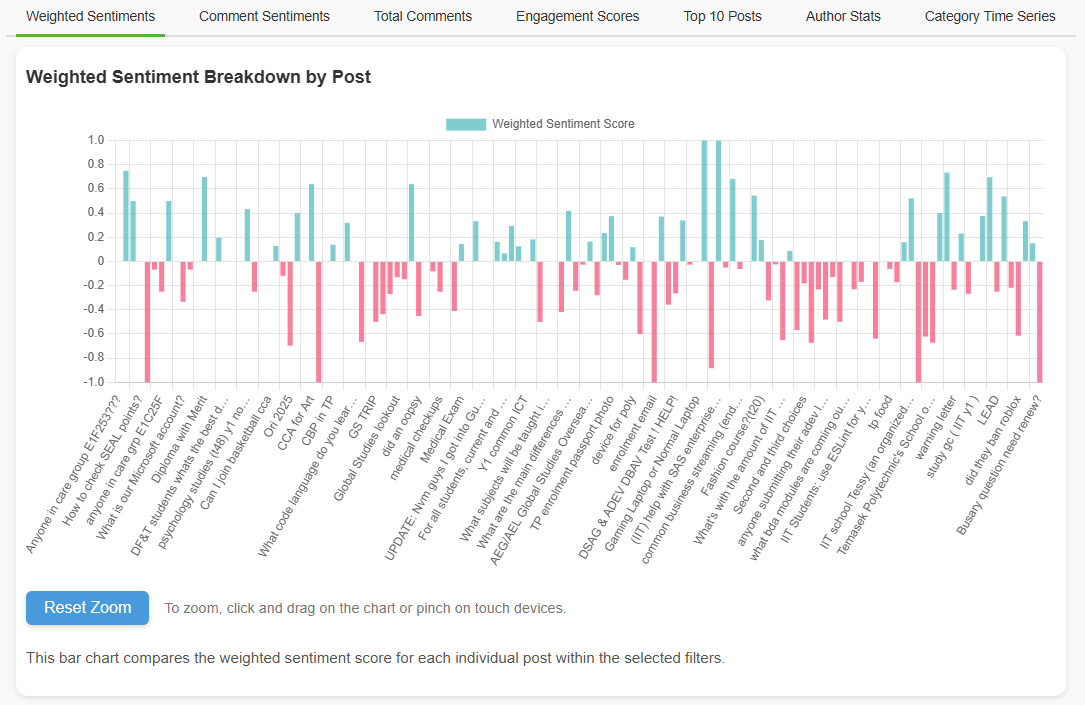 Weighted Sentiments Comment Sentiments Total Comments Engagement Scores Top 10 Posts Author Stats Category Time Series
Weighted Sentiment Breakdown by Post
Weighted Sentiment Score
1.0
0.8
0.6
0.4
0.2
0
-0.2
-0.4
-0.6
-0.8
-1.0
Anyone in care group E1F253???
How to check SEAL points?
anyone in care grp E1C25F
What is our Microsoft account?
Diploma with Merit
DF&T students whats the best d…
psychology studies (t48) y1 no…
Can I join basketball cca
Ori 2025
CCA for Art
CBP in TP
What code language do you lear…
GS TRIP
Global Studies lookout
did an oopsy
medical checkups
Medical Exam
UPDATE: Nvm guys I got into Gu…
For all students, current and …
Y1 common ICT
What subjects will be taught i…
What are the main differences …
AEG/AEL Global Studies Oversea…
TP enrolment passport photo
device for poly
enrolment email
DSAG & ADEV DBAV Test I HELP!
Gaming Laptop or Normal Laptop
(IIT) help with SAS enterprise…
common business streaming (end…
Fashion course?(t20)
What's with the amount of IIT …
Second and third choices
anyone submitting their adev l…
what bda modules are coming ou…
IIT Students: use ESLint for y…
tp food
IIT school Tessy (an organized…
Temasek Polytechnic's School o…
warning letter
study gc ( IIT y1 )
LEAD
did they ban roblox
Busary question need renew?
Reset Zoom To zoom, click and drag on the chart or pinch on touch devices.
This bar chart compares the weighted sentiment score for each individual post within the selected filters.